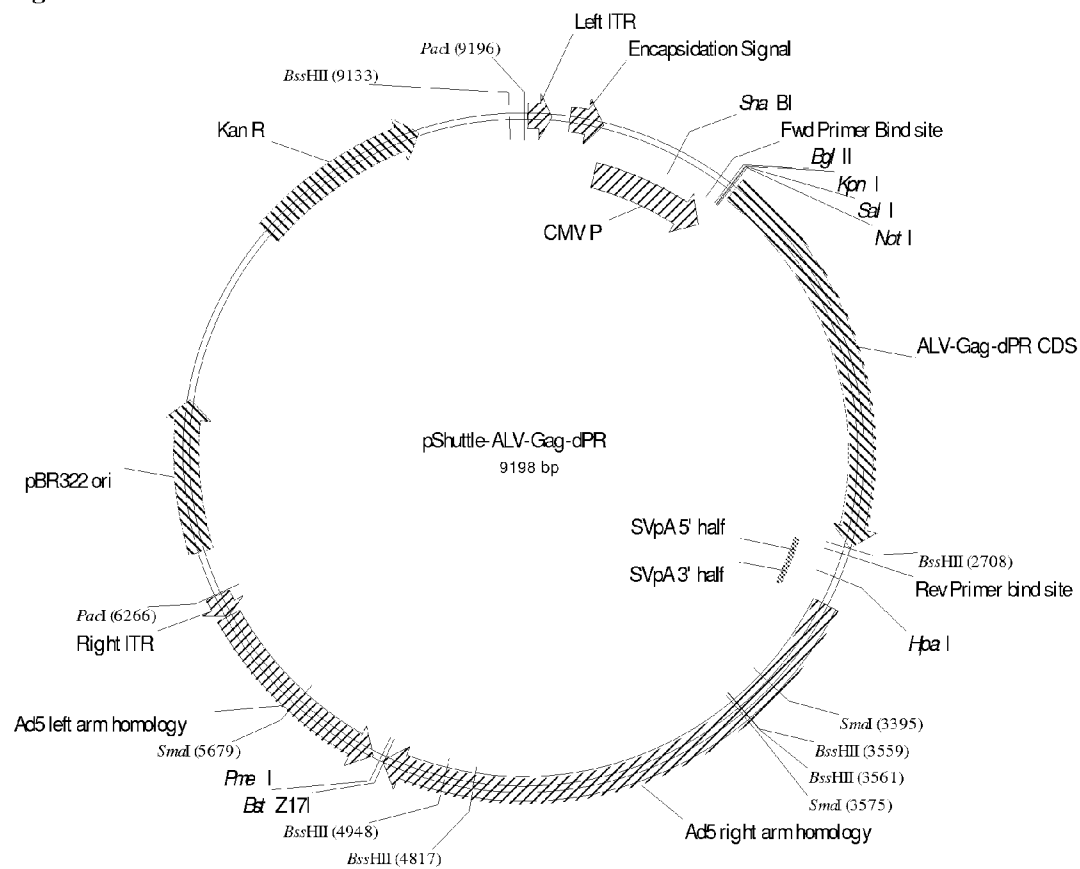 Left ITR
PacI (9196)
Encapsidation Signal
BssHII (9133)
Sna BI
Kan R
Fwd Primer Bind site
Bgl II
Kpn I
Sal I
CMV P
Not I
ALV-Gag-dPR CDS
pShuttle-ALV-Gag-dPR
9198 bp
pBR322 ori
SVpA 5' half
BssHII (2708)
SVpA 3' half
Rev Primer bind site
PacI (6266)
Right ITR
Hpa I
Ad5 left arm homology
SmaI (3395)
SmaI (5679)
BssHII (3559)
Pme I
BssHII (3561)
Bst Z17I
SmaI (3575)
BssHII (4948)
Ad5 right arm homology
BssHII (4817)